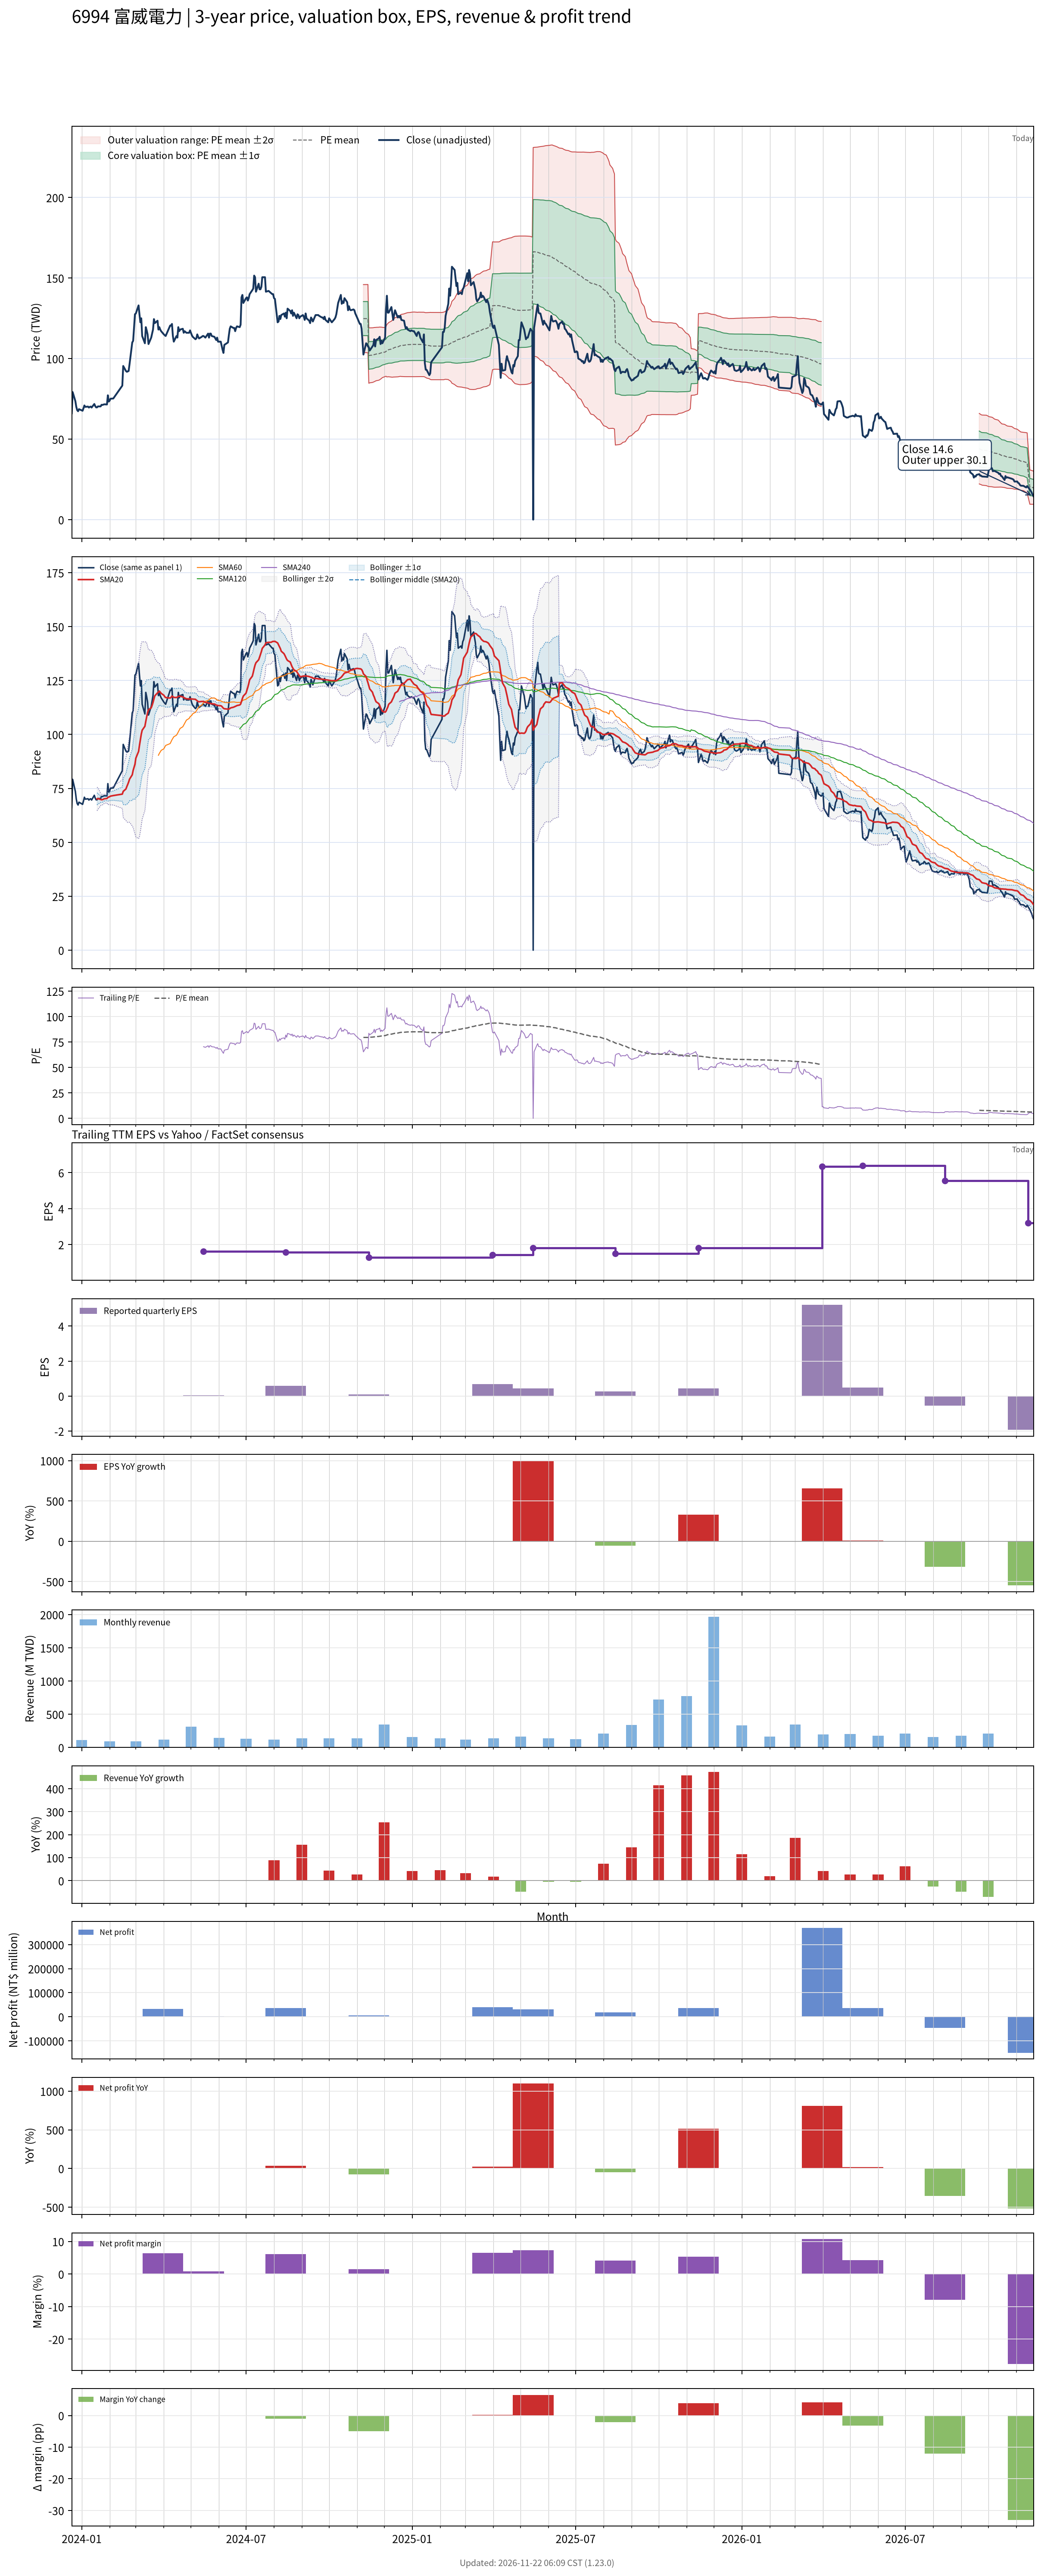 6994 富威電力 | 3-year price, valuation box, EPS, revenue & profit trend
Outer valuation range: PE mean ±2σ
Core valuation box: PE mean ±1σ
PE mean
Close (unadjusted)
Today
Price (TWD)
200
150
100
50
0
Close 14.6
Outer upper 30.1
Close (same as panel 1)
SMA20
SMA60
SMA120
SMA240
Bollinger ±2σ
Bollinger ±1σ
Bollinger middle (SMA20)
Price
175
150
125
100
75
50
25
0
Trailing P/E
P/E mean
P/E
125
100
75
50
25
0
Trailing TTM EPS vs Yahoo / FactSet consensus
Today
EPS
6
4
2
Reported quarterly EPS
EPS
4
2
0
-2
EPS YoY growth
YoY (%)
1000
500
0
-500
Monthly revenue
Revenue (M TWD)
2000
1500
1000
500
0
Revenue YoY growth
YoY (%)
400
300
200
100
0
Month
Net profit
Net profit (NT$ million)
300000
200000
100000
0
-100000
Net profit YoY
YoY (%)
1000
500
0
-500
Net profit margin
Margin (%)
10
0
-10
-20
Margin YoY change
Δ margin (pp)
0
-10
-20
-30
2024-01
2024-07
2025-01
2025-07
2026-01
2026-07
Updated: 2026-11-22 06:09 CST (1.23.0)